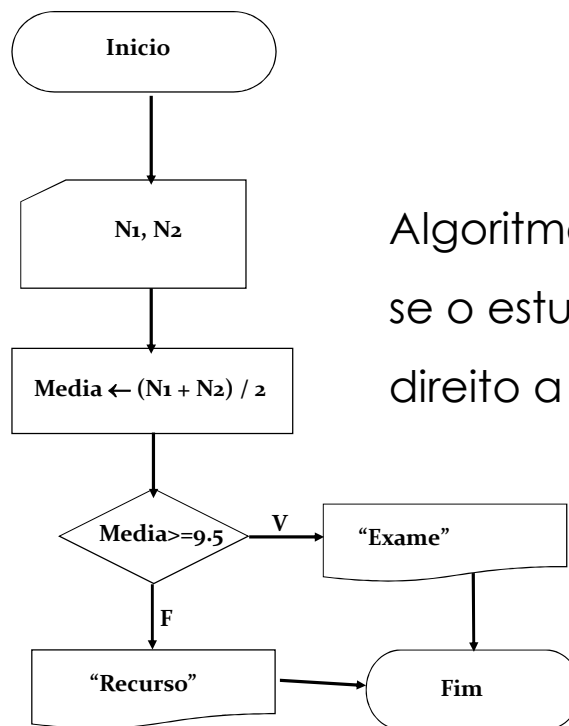 Inicio
N1, N2
Algoritmo
se o estu
direito a
Media ← (N1 + N2) / 2
Media>=9.5
V
"Exame"
F
"Recurso"
Fim